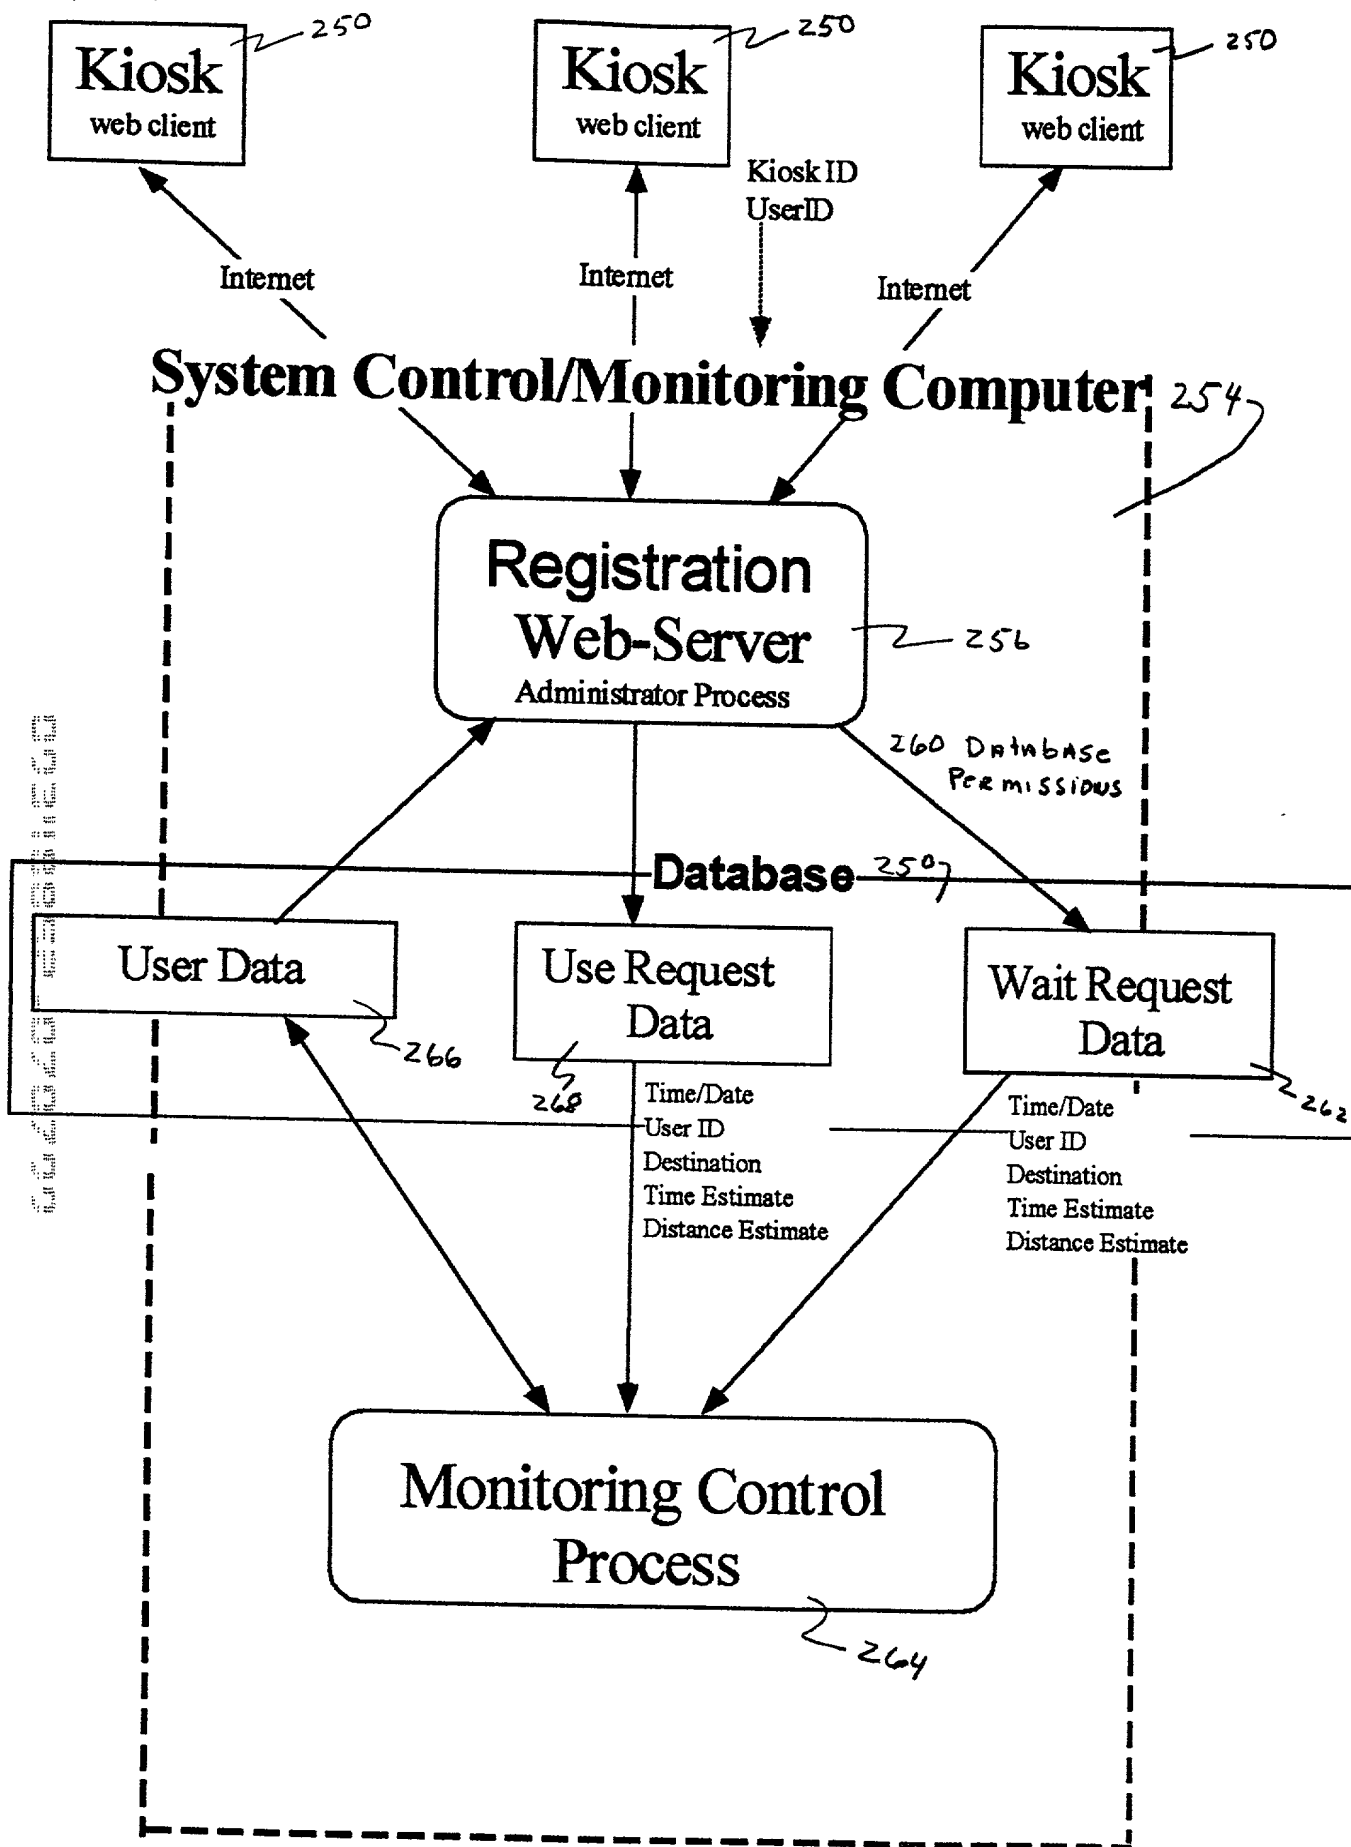 250
250
250
Kiosk
web client
Kiosk
web client
Kiosk
web client
Kiosk ID
UserID
Internet
Internet
Internet
System Control/Monitoring Computer
254
Registration
Web-Server
Administrator Process
256
260 Database
Permissions
Database
250
User Data
266
Use Request
Data
268
Wait Request
Data
262
Time/Date
User ID
Destination
Time Estimate
Distance Estimate
Time/Date
User ID
Destination
Time Estimate
Distance Estimate
Monitoring Control
Process
264